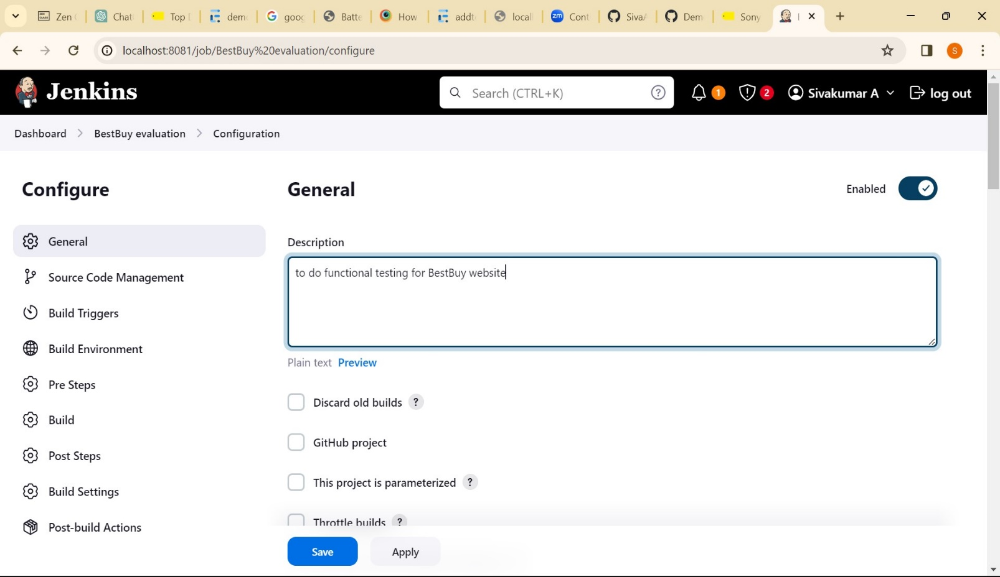 Zen
Chat
Top
dem
goog
Batte
How
addt
locall
zm
Cont
SivaA
Dem
Sony
localhost:8081/job/BestBuy%20evaluation/configure
S
Jenkins
Search (CTRL+K)
?
1
2
Sivakumar A
log out
Dashboard > BestBuy evaluation > Configuration
Configure
General
Enabled
General
Source Code Management
Build Triggers
Build Environment
Pre Steps
Build
Post Steps
Build Settings
Post-build Actions
Description
to do functional testing for BestBuy website
Plain text Preview
Discard old builds ?
GitHub project
This project is parameterized ?
Throttle builds ?
Save
Apply